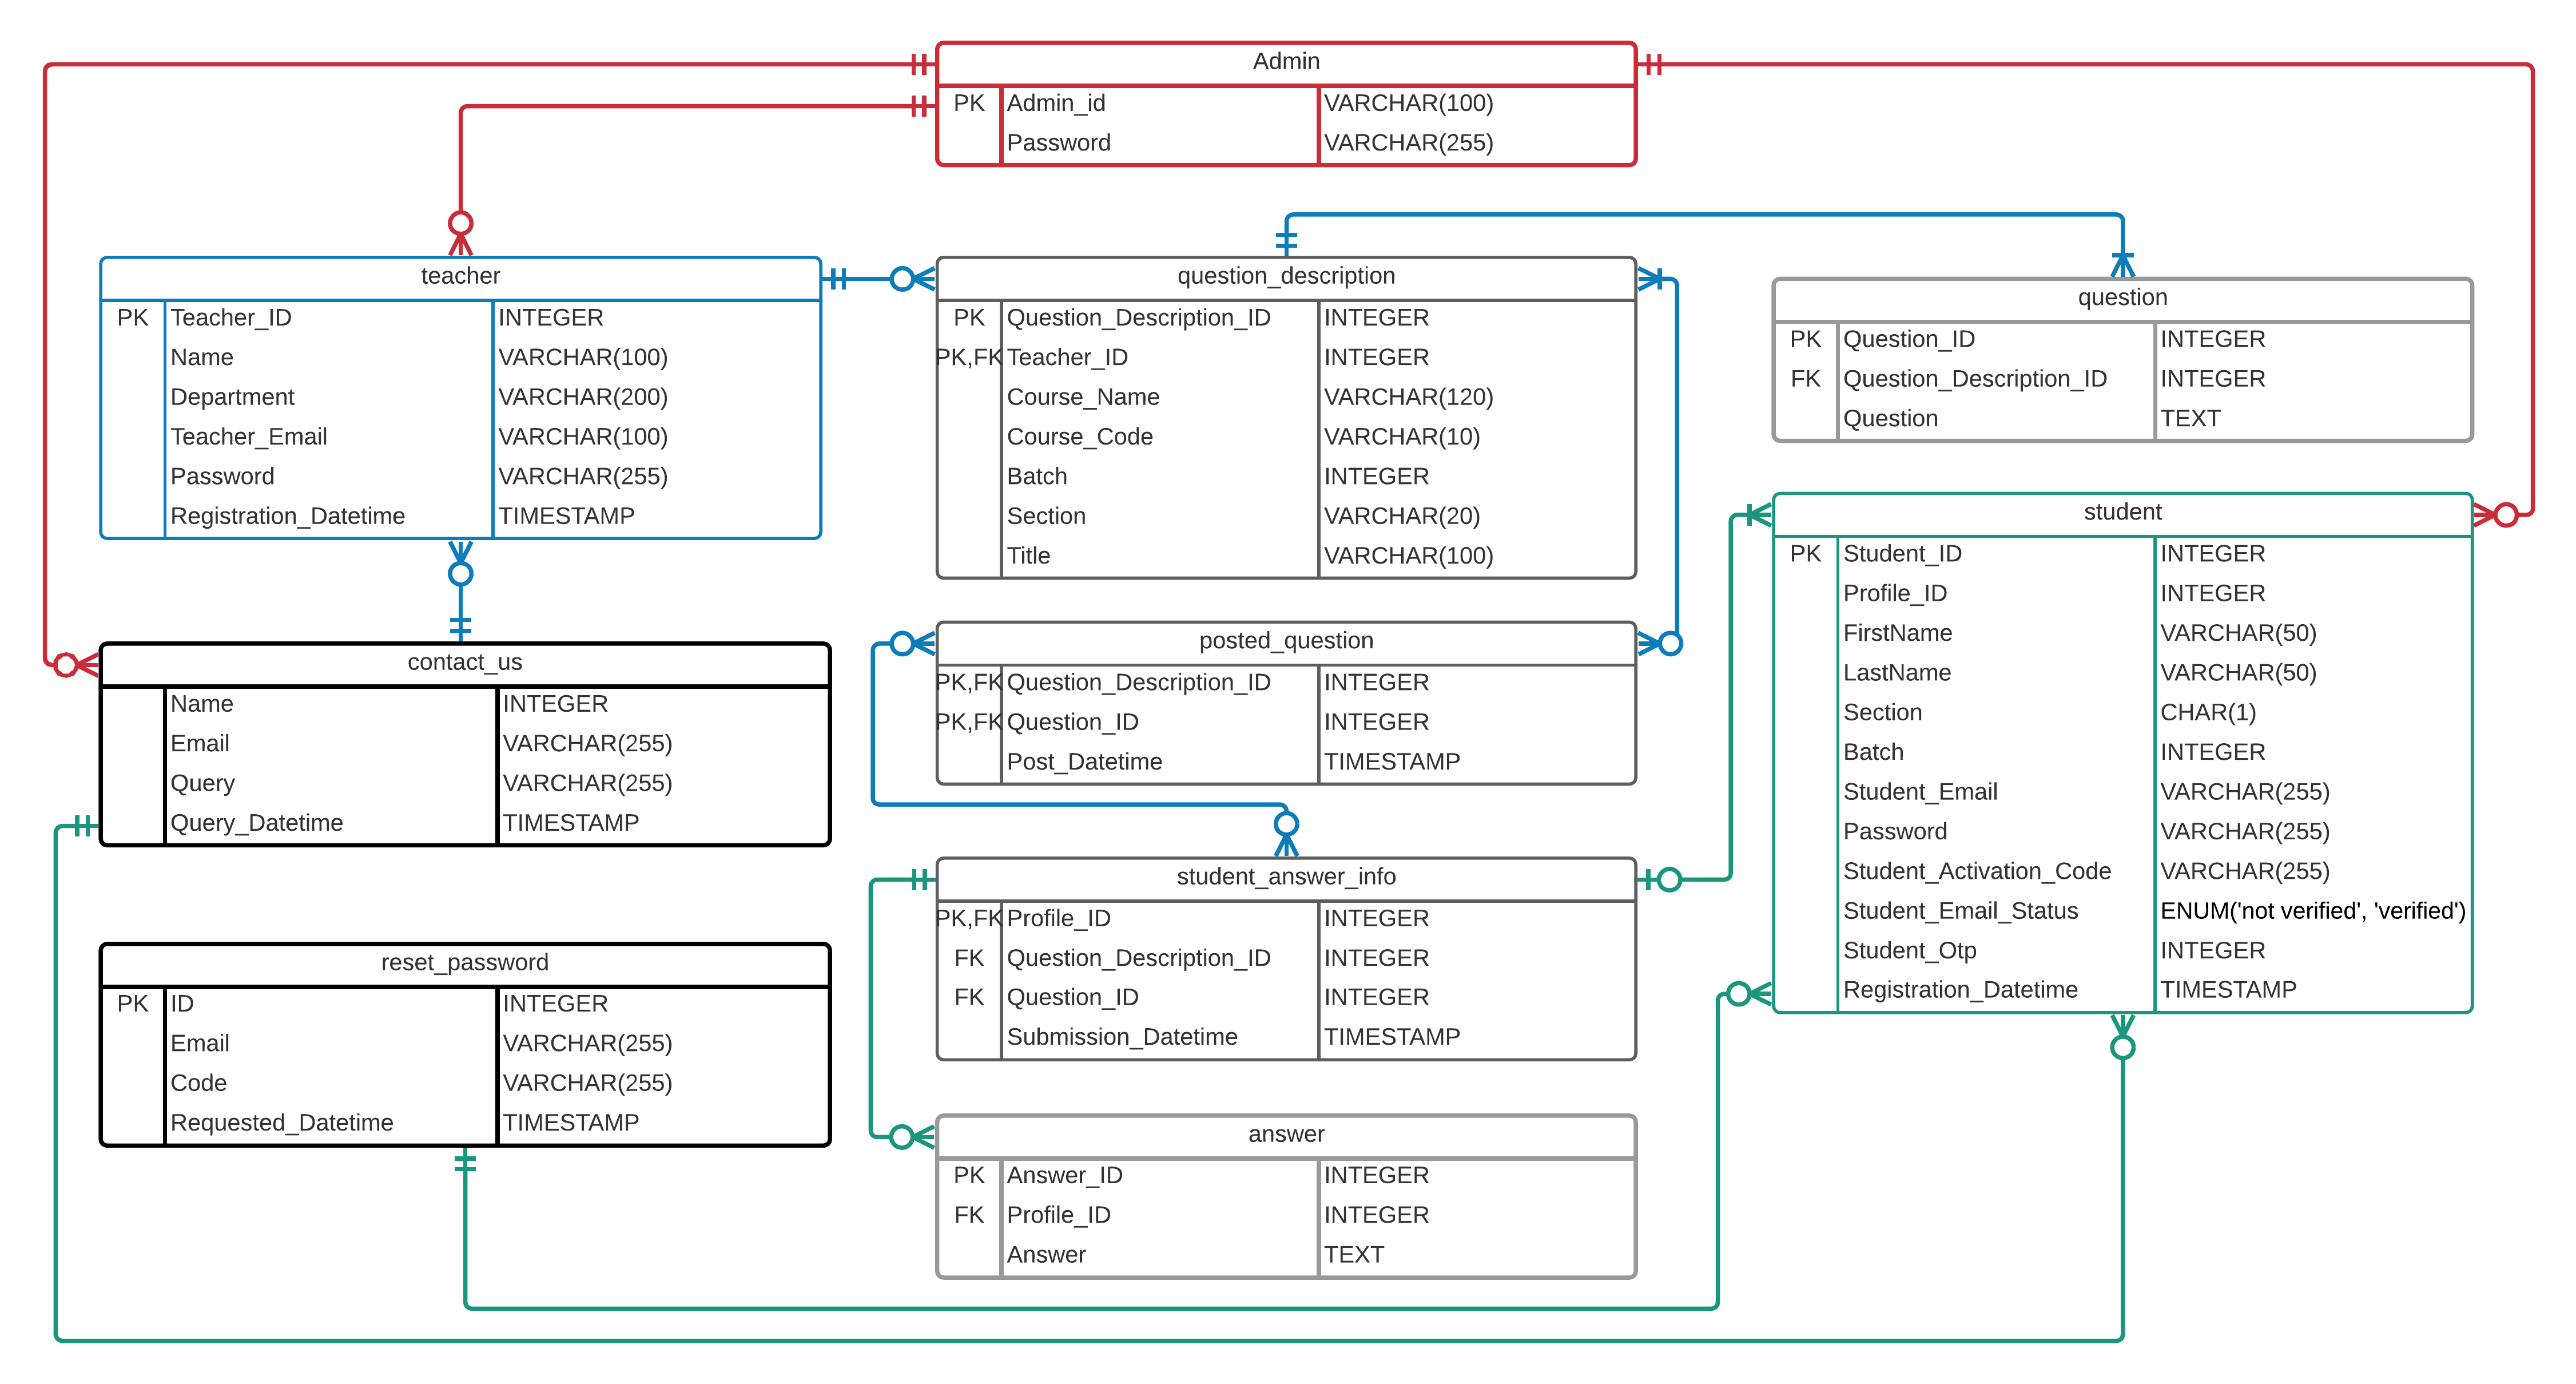 Admin
PK Admin_id VARCHAR(100)
Password VARCHAR(255)
teacher
PK Teacher_ID INTEGER
Name VARCHAR(100)
Department VARCHAR(200)
Teacher_Email VARCHAR(100)
Password VARCHAR(255)
Registration_Datetime TIMESTAMP
question_description
PK Question_Description_ID INTEGER
PK,FK Teacher_ID INTEGER
Course_Name VARCHAR(120)
Course_Code VARCHAR(10)
Batch INTEGER
Section VARCHAR(20)
Title VARCHAR(100)
question
PK Question_ID INTEGER
FK Question_Description_ID INTEGER
Question TEXT
student
PK Student_ID INTEGER
Profile_ID INTEGER
FirstName VARCHAR(50)
LastName VARCHAR(50)
Section CHAR(1)
Batch INTEGER
Student_Email VARCHAR(255)
Password VARCHAR(255)
Student_Activation_Code VARCHAR(255)
Student_Email_Status ENUM('not verified', 'verified')
Student_Otp INTEGER
Registration_Datetime TIMESTAMP
contact_us
Name INTEGER
Email VARCHAR(255)
Query VARCHAR(255)
Query_Datetime TIMESTAMP
posted_question
PK,FK Question_Description_ID INTEGER
PK,FK Question_ID INTEGER
Post_Datetime TIMESTAMP
student_answer_info
PK,FK Profile_ID INTEGER
FK Question_Description_ID INTEGER
FK Question_ID INTEGER
Submission_Datetime TIMESTAMP
reset_password
PK ID INTEGER
Email VARCHAR(255)
Code VARCHAR(255)
Requested_Datetime TIMESTAMP
answer
PK Answer_ID INTEGER
FK Profile_ID INTEGER
Answer TEXT